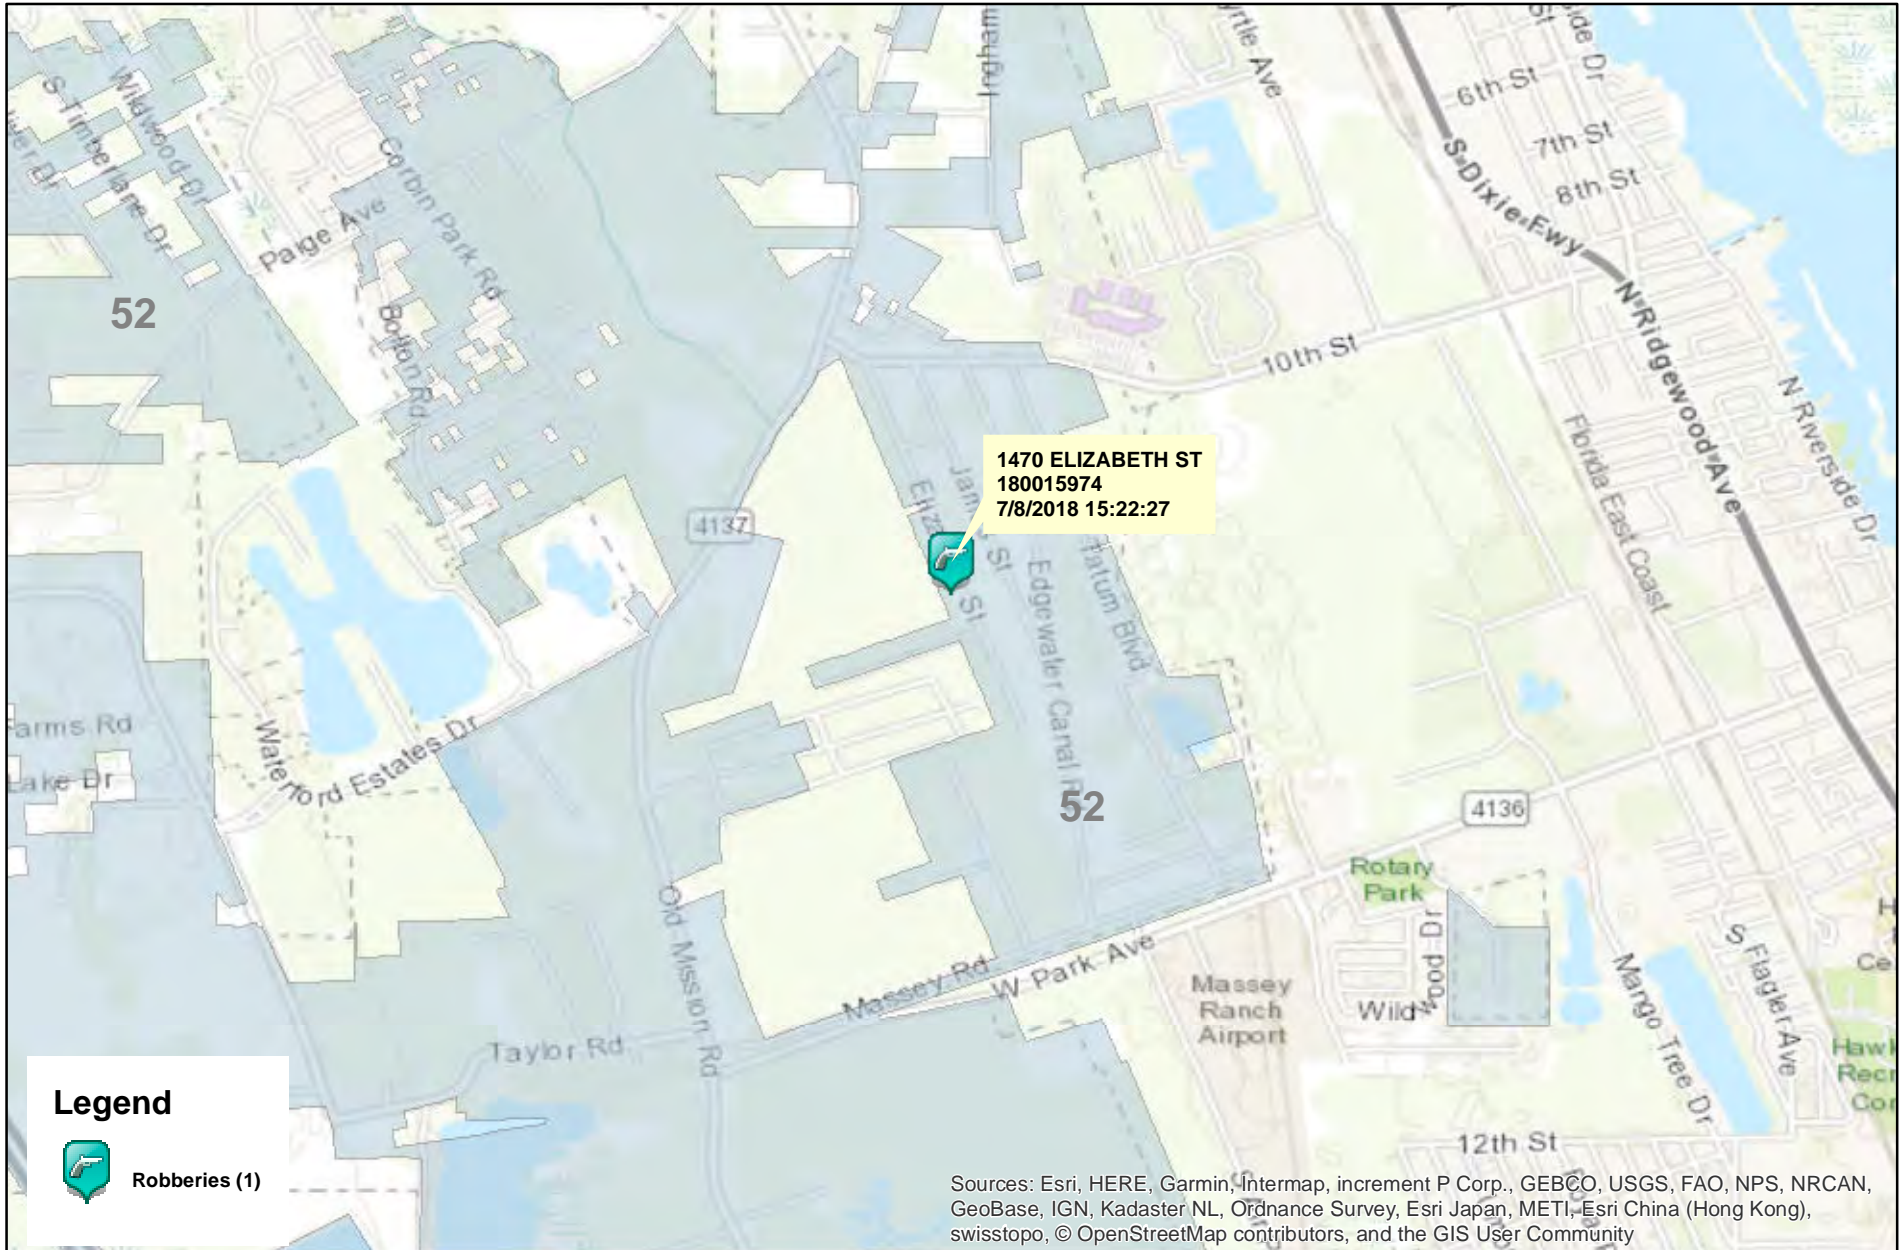 Ingham
6th St
7th St
8th St
S Dixie Fwy
N Ridgewood Ave
N Riverside Dr
Wildwood Dr
S Timberlane Dr
Paige Ave
Corbin Park Rd
Bolton Rd
52
10th St
Florida East Coast
1470 ELIZABETH ST
180015974
7/8/2018 15:22:27
4137
St
St
Edgewater Canal
Tatum Blvd
52
Lake Dr
Waterford Estates Dr
4136
Rotary
Park
Old Mission Rd
Massey Rd
W Park Ave
Massey
Ranch
Airport
Wild
ood Dr
Mango Tree Dr
S Flagler Ave
Taylor Rd
12th St
Legend
Robberies (1)
Sources: Esri, HERE, Garmin, Intermap, increment P Corp., GEBCO, USGS, FAO, NPS, NRCAN,
GeoBase, IGN, Kadaster NL, Ordnance Survey, Esri Japan, METI, Esri China (Hong Kong),
swisstopo, © OpenStreetMap contributors, and the GIS User Community